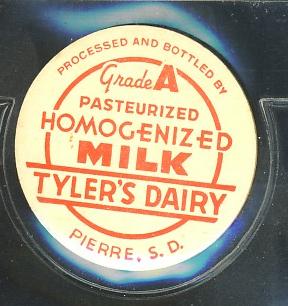 PROCESSED AND BOTTLED BY
Grade A
PASTEURIZED
HOMOGENIZED
MILK
TYLER'S DAIRY
PIERRE, S. D.